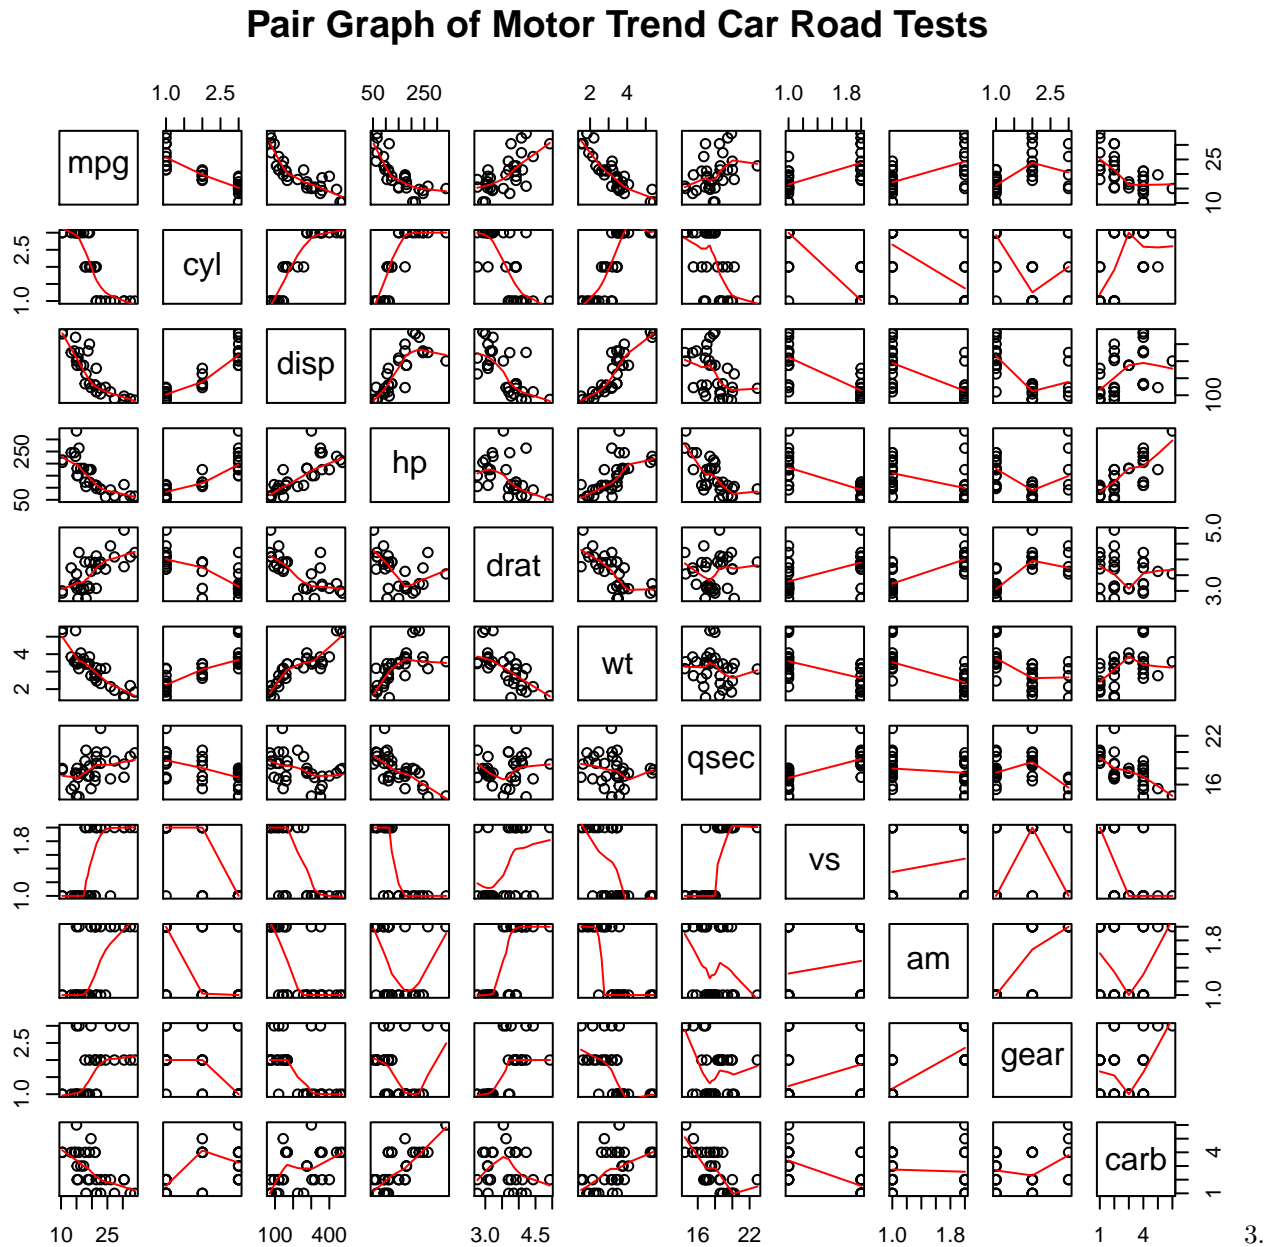 Pair Graph of Motor Trend Car Road Tests
1.0 2.5 50 250 2 4 1.0 1.8 1.0 2.5
mpg 10 25
1.0 2.5 cyl
disp 100
50 250 hp
drat 3.0 5.0
2 4 wt
qsec 16 22
1.0 1.8 vs
am 1.0 1.8
1.0 2.5 gear
carb 1 4
10 25 100 400 3.0 4.5 16 22 1.0 1.8 1 4 3.